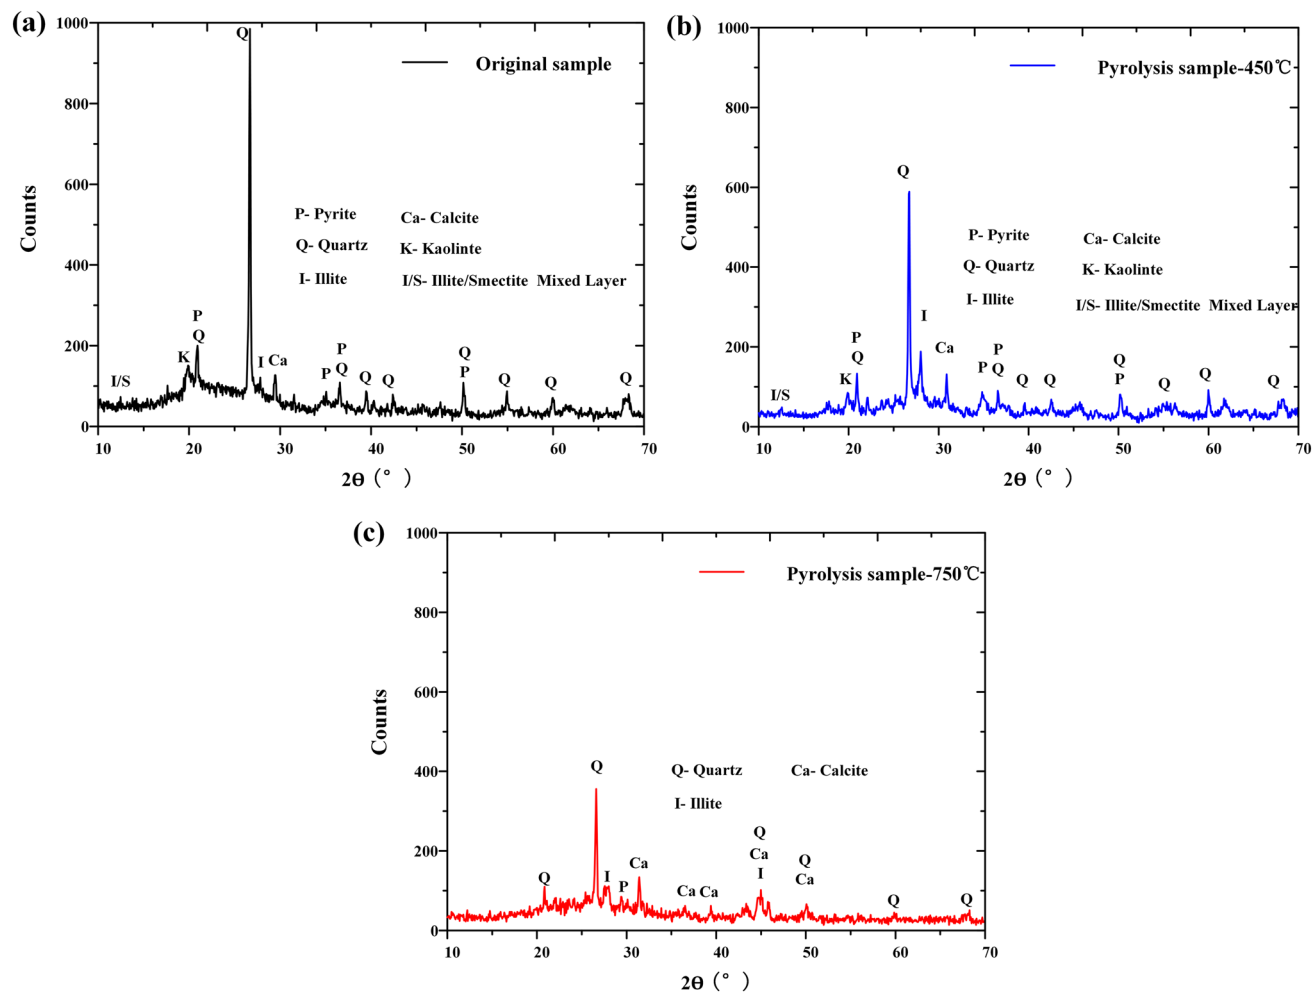 (a)
1000
800
600
400
200
0
Counts
Original sample
P- Pyrite Ca- Calcite
Q- Quartz K- Kaolinte
I- Illite I/S- Illite/Smectite Mixed Layer
I/S K P Q Q I Ca P P Q Q Q Q P Q Q Q
10 20 30 40 50 60 70
2Θ（°）
(b)
1000
800
600
400
200
0
Counts
Pyrolysis sample-450℃
P- Pyrite Ca- Calcite
Q- Quartz K- Kaolinte
I- Illite I/S- Illite/Smectite Mixed Layer
I/S K P Q Q I Ca P P Q Q Q Q P Q Q Q
10 20 30 40 50 60 70
2Θ（°）
(c)
1000
800
600
400
200
0
Counts
Pyrolysis sample-750℃
Q- Quartz Ca- Calcite
I- Illite
Q Q I P Ca Ca Ca Q Ca I Q Ca Q Q
10 20 30 40 50 60 70
2Θ（°）